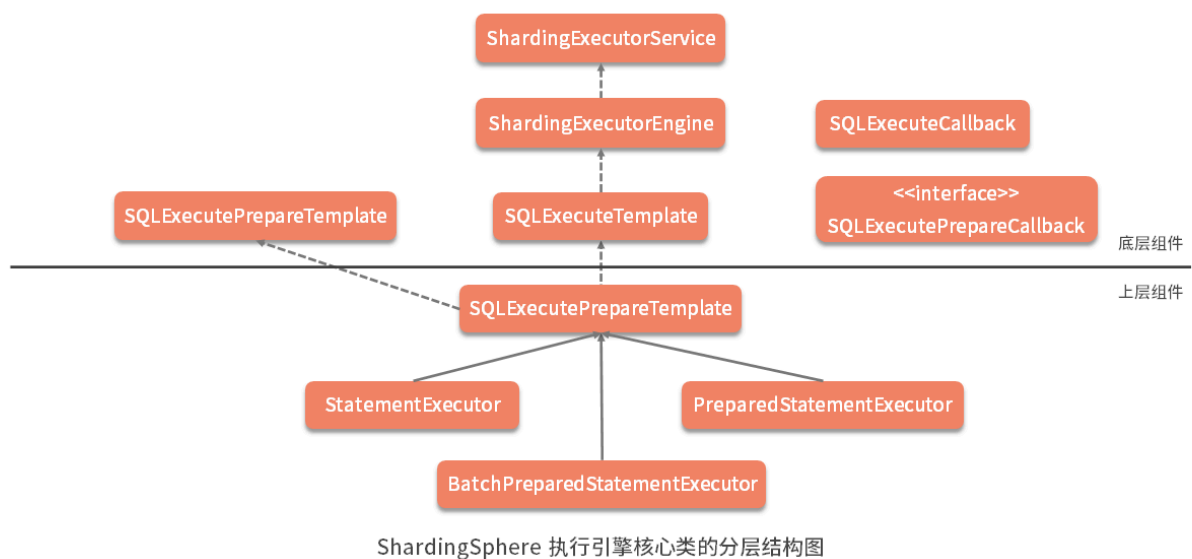 ShardingExecutorService
ShardingExecutorEngine
SQLExecuteCallback
SQLExecutePrepareTemplate
SQLExecuteTemplate
<<interface>>
SQLExecutePrepareCallback
底层组件
上层组件
SQLExecutePrepareTemplate
StatementExecutor
PreparedStatementExecutor
BatchPreparedStatementExecutor
ShardingSphere 执行引擎核心类的分层结构图